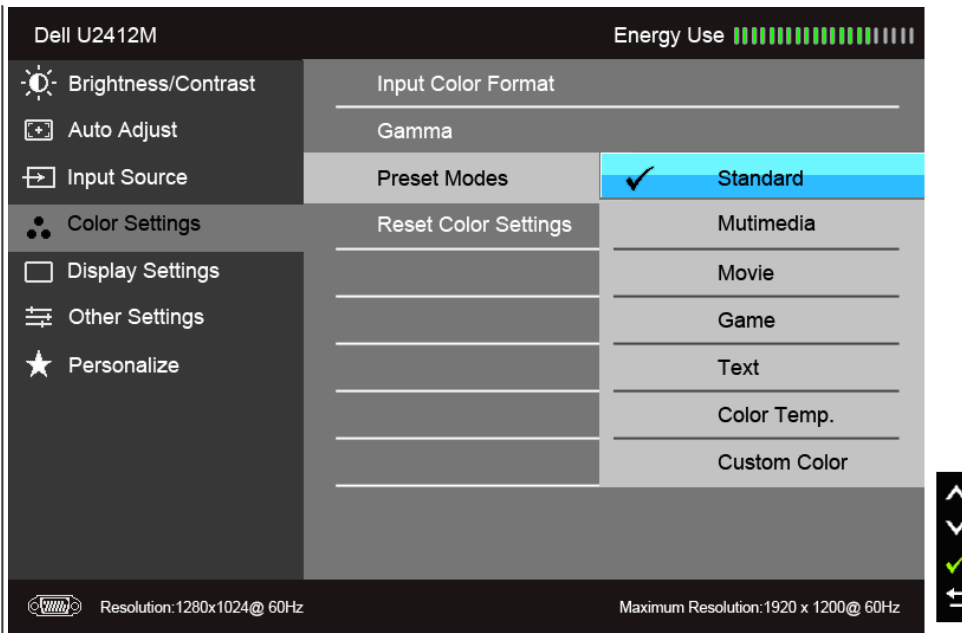 Dell U2412M
Energy Use
Brightness/Contrast
Auto Adjust
Input Source
Color Settings
Display Settings
Other Settings
Personalize
Input Color Format
Gamma
Preset Modes
Reset Color Settings
Standard
Mutimedia
Movie
Game
Text
Color Temp.
Custom Color
Resolution:1280x1024@ 60Hz
Maximum Resolution:1920 x 1200@ 60Hz